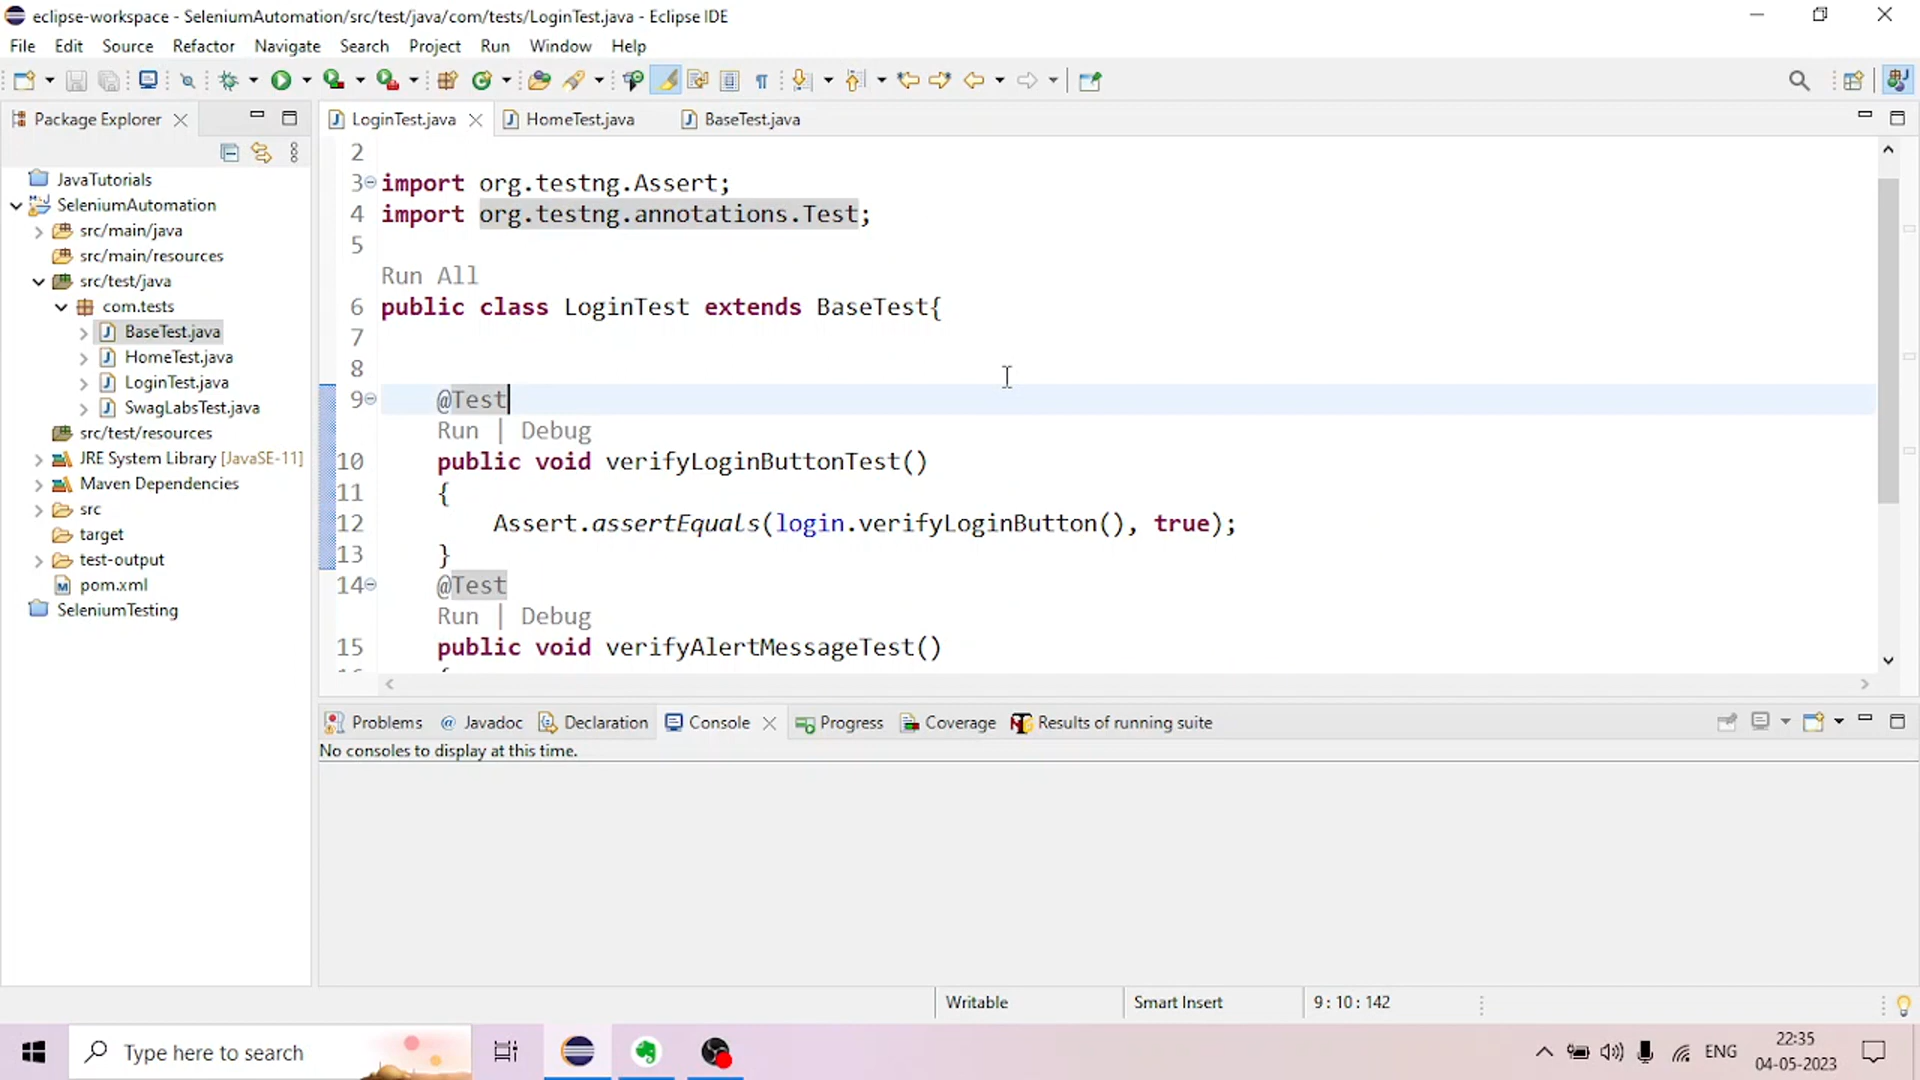 eclipse-workspace - SeleniumAutomation/src/test/java/com/tests/LoginTest.java - Eclipse IDE
File Edit Source Refactor Navigate Search Project Run Window Help
Package Explorer
JavaTutorials
SeleniumAutomation
src/main/java
src/main/resources
src/test/java
com.tests
BaseTest.java
HomeTest.java
LoginTest.java
SwagLabsTest.java
src/test/resources
JRE System Library [JavaSE-11]
Maven Dependencies
src
target
test-output
pom.xml
SeleniumTesting
LoginTest.java HomeTest.java BaseTest.java
2
3 import org.testng.Assert;
4 import org.testng.annotations.Test;
5
Run All
6 public class LoginTest extends BaseTest{
7
8
9 @Test
Run | Debug
10 public void verifyLoginButtonTest()
11 {
12 Assert.assertEquals(login.verifyLoginButton(), true);
13 }
14 @Test
Run | Debug
15 public void verifyAlertMessageTest()
Problems @ Javadoc Declaration Console Progress Coverage Results of running suite
No consoles to display at this time.
Writable Smart Insert 9 : 10 : 142
Type here to search
ENG
22:35
04-05-2023